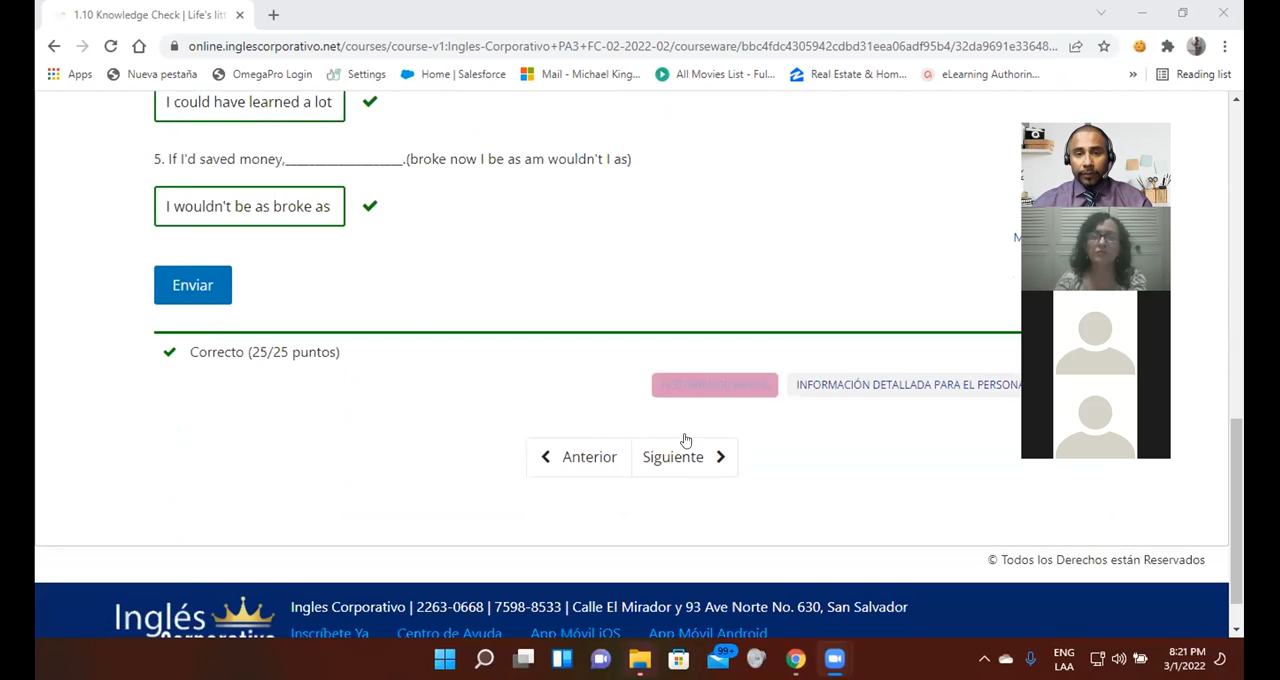 1.10 Knowledge Check | Life's litt
online.inglescorporativo.net/courses/course-v1:Ingles-Corporativo+PA3+FC-02-2022-02/courseware/bbc4fdc4305942cdbd31eea06adf95b4/32da9691e33648...
Apps Nueva pestaña OmegaPro Login Settings Home | Salesforce Mail - Michael King... All Movies List - Ful... Real Estate & Hom... eLearning Authorin... » Reading list
I could have learned a lot
5. If I'd saved money,__________________.(broke now I be as am wouldn't I as)
I wouldn't be as broke as
M
Enviar
Correcto (25/25 puntos)
INFORMACIÓN DETALLADA PARA EL PERSONA
Anterior Siguiente
© Todos los Derechos están Reservados
Inglés Corporativo
Ingles Corporativo | 2263-0668 | 7598-8533 | Calle El Mirador y 93 Ave Norte No. 630, San Salvador
Inscríbete Ya Centro de Ayuda App Móvil iOS App Móvil Android
99+
ENG
LAA
8:21 PM
3/1/2022